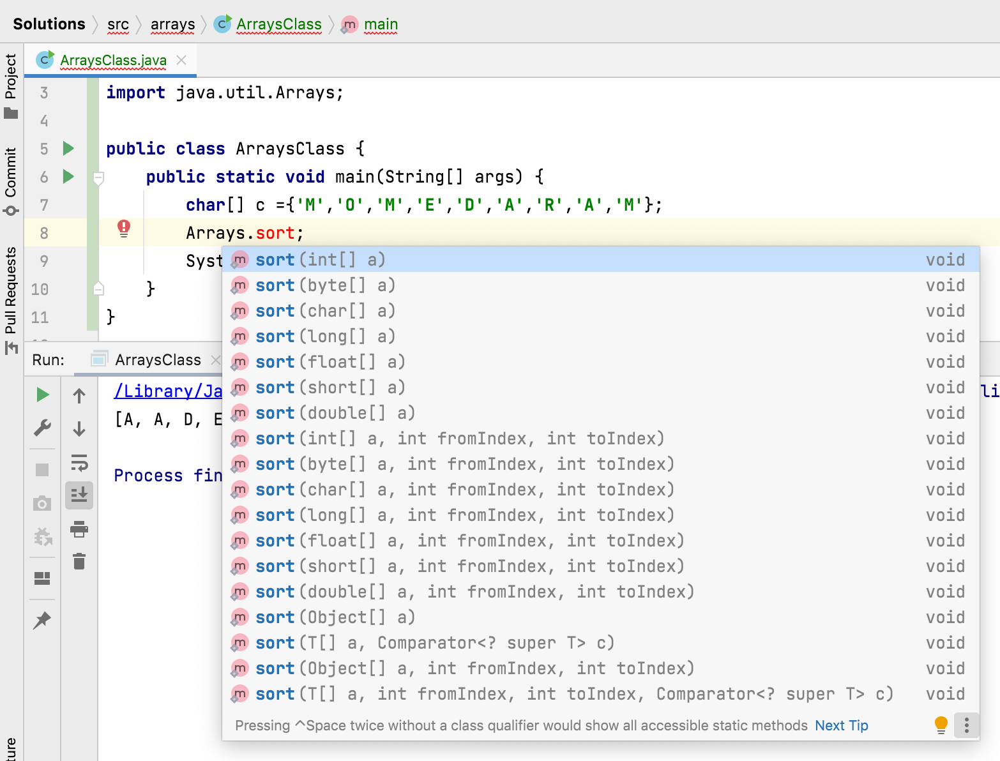 Solutions src arrays ArraysClass main
Project
Commit
Pull Requests
ArraysClass.java
3 import java.util.Arrays;
4
5 public class ArraysClass {
6 public static void main(String[] args) {
7 char[] c ={'M','O','M','E','D','A','R','A','M'};
8 Arrays.sort;
9 Syst
10 }
11 }
sort(int[] a) void
sort(byte[] a) void
sort(char[] a) void
sort(long[] a) void
sort(float[] a) void
sort(short[] a) void
sort(double[] a) void
sort(int[] a, int fromIndex, int toIndex) void
sort(byte[] a, int fromIndex, int toIndex) void
sort(char[] a, int fromIndex, int toIndex) void
sort(long[] a, int fromIndex, int toIndex) void
sort(float[] a, int fromIndex, int toIndex) void
sort(short[] a, int fromIndex, int toIndex) void
sort(double[] a, int fromIndex, int toIndex) void
sort(Object[] a) void
sort(T[] a, Comparator<? super T> c) void
sort(Object[] a, int fromIndex, int toIndex) void
sort(T[] a, int fromIndex, int toIndex, Comparator<? super T> c) void
Pressing ^Space twice without a class qualifier would show all accessible static methods Next Tip
Run: ArraysClass
/Library/Ja
li
[A, A, D, E
Process fin
ture